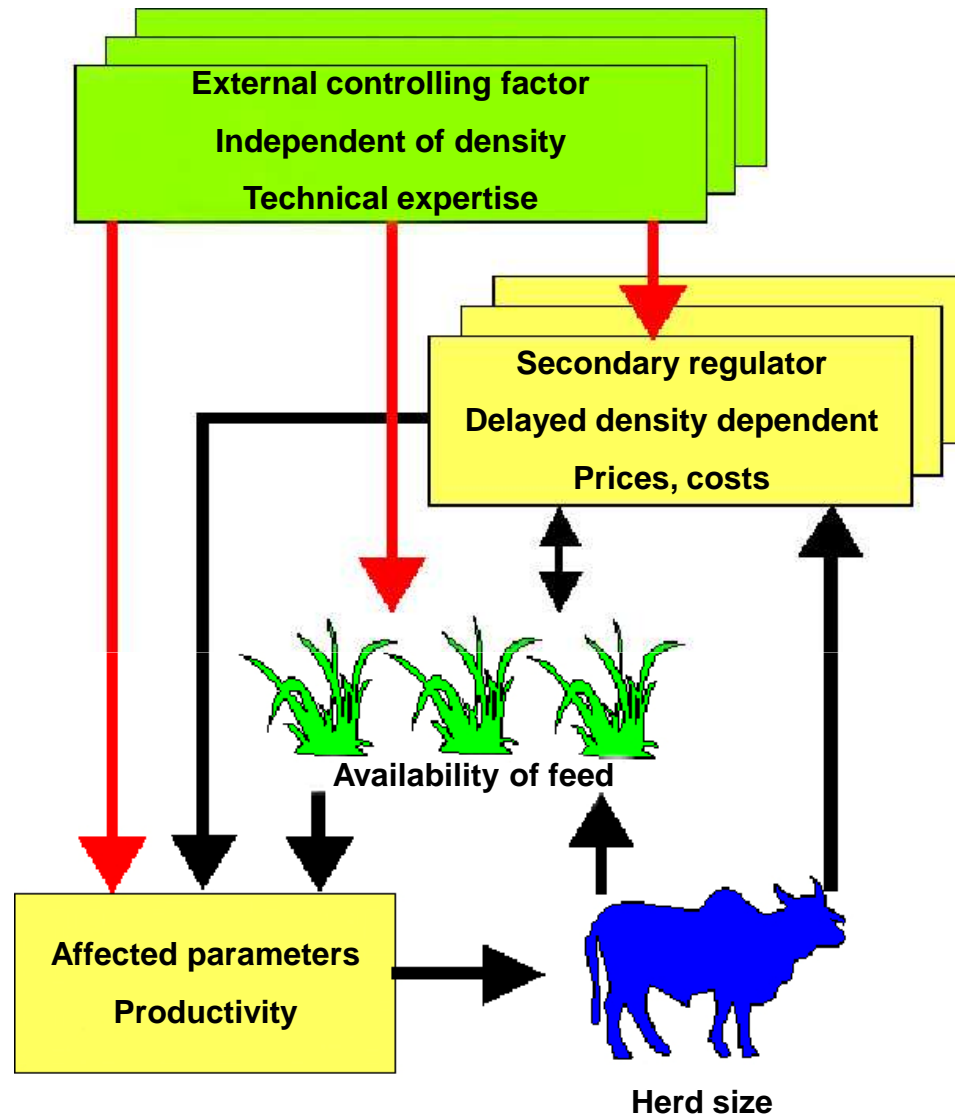 External controlling factor
Independent of density
Technical expertise
Secondary regulator
Delayed density dependent
Prices, costs
Availability of feed
Affected parameters
Productivity
Herd size